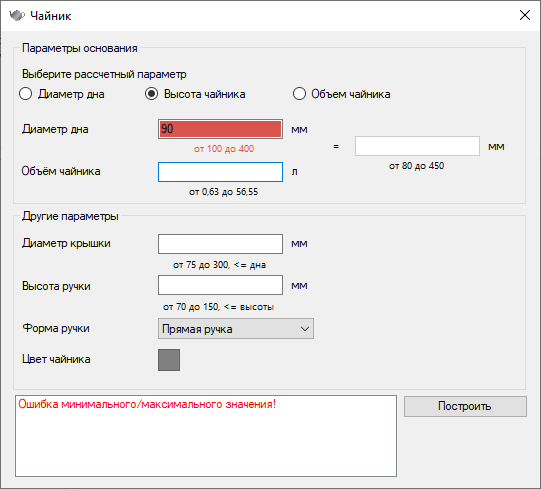 Чайник
Параметры основания
Выберите рассчетный параметр
Диаметр дна Высота чайника Объем чайника
Диаметр дна 90 мм
от 100 до 400
= мм
от 80 до 450
Объём чайника л
от 0,63 до 56,55
Другие параметры
Диаметр крышки мм
от 75 до 300, <= дна
Высота ручки мм
от 70 до 150, <= высоты
Форма ручки Прямая ручка
Цвет чайника
Ошибка минимального/максимального значения!
Построить